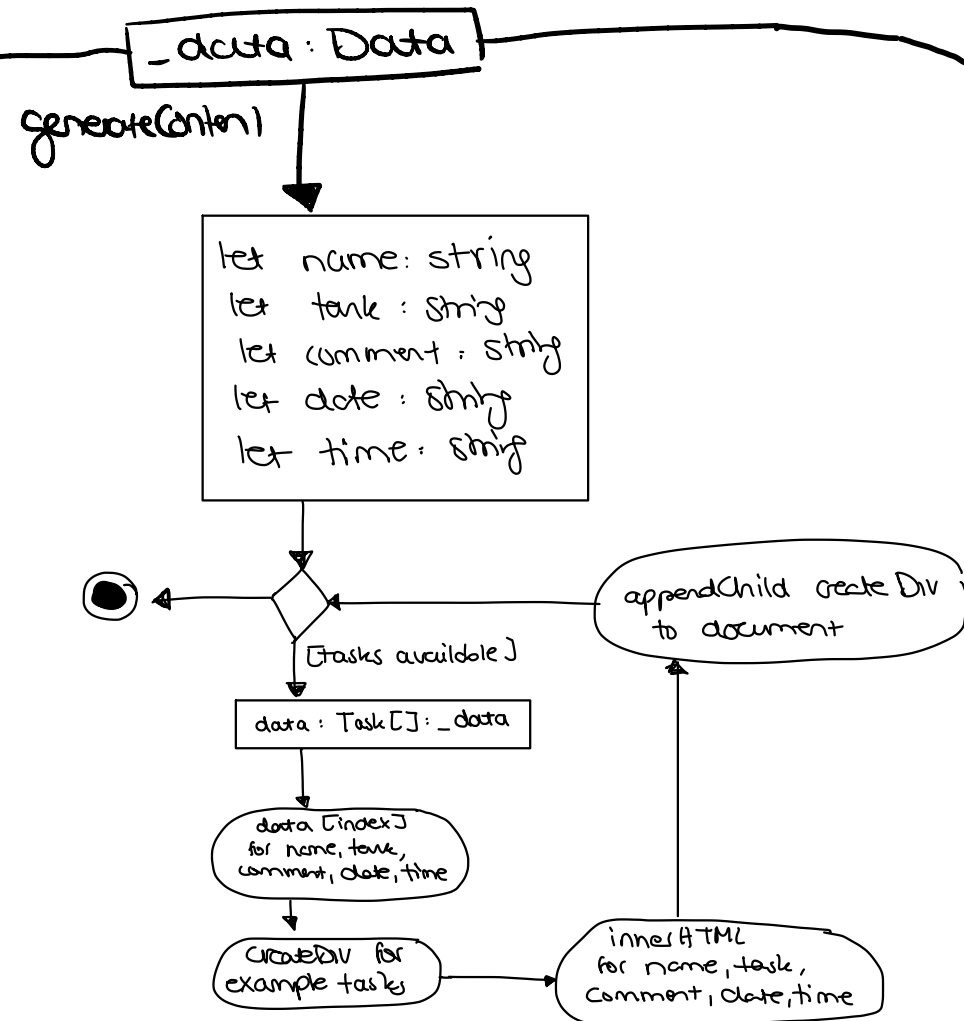 _data : Data
generateContent
let name: string
let task : string
let comment : string
let date : string
let time : string
[tasks available]
data : Task[] : _data
data [index]
for name, task,
comment, date, time
createDiv for
example tasks
innerHTML
for name, task,
comment, date, time
appendChild createDiv
to document